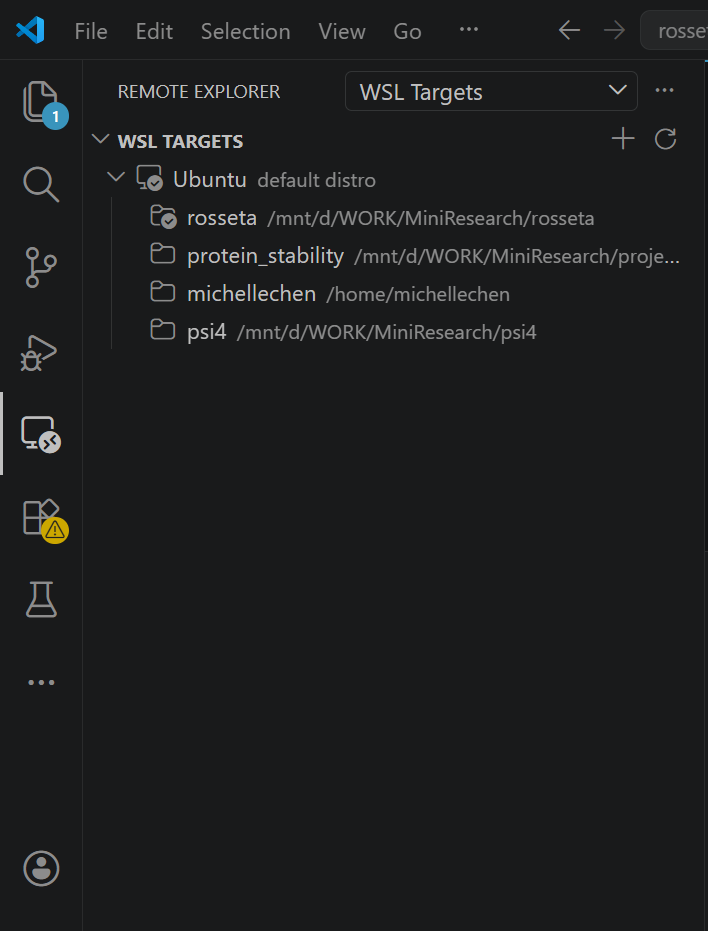 File Edit Selection View Go ··· rosse
REMOTE EXPLORER WSL Targets ···
1
WSL TARGETS
Ubuntu default distro
rosseta /mnt/d/WORK/MiniResearch/rosseta
protein_stability /mnt/d/WORK/MiniResearch/proje...
michellechen /home/michellechen
psi4 /mnt/d/WORK/MiniResearch/psi4